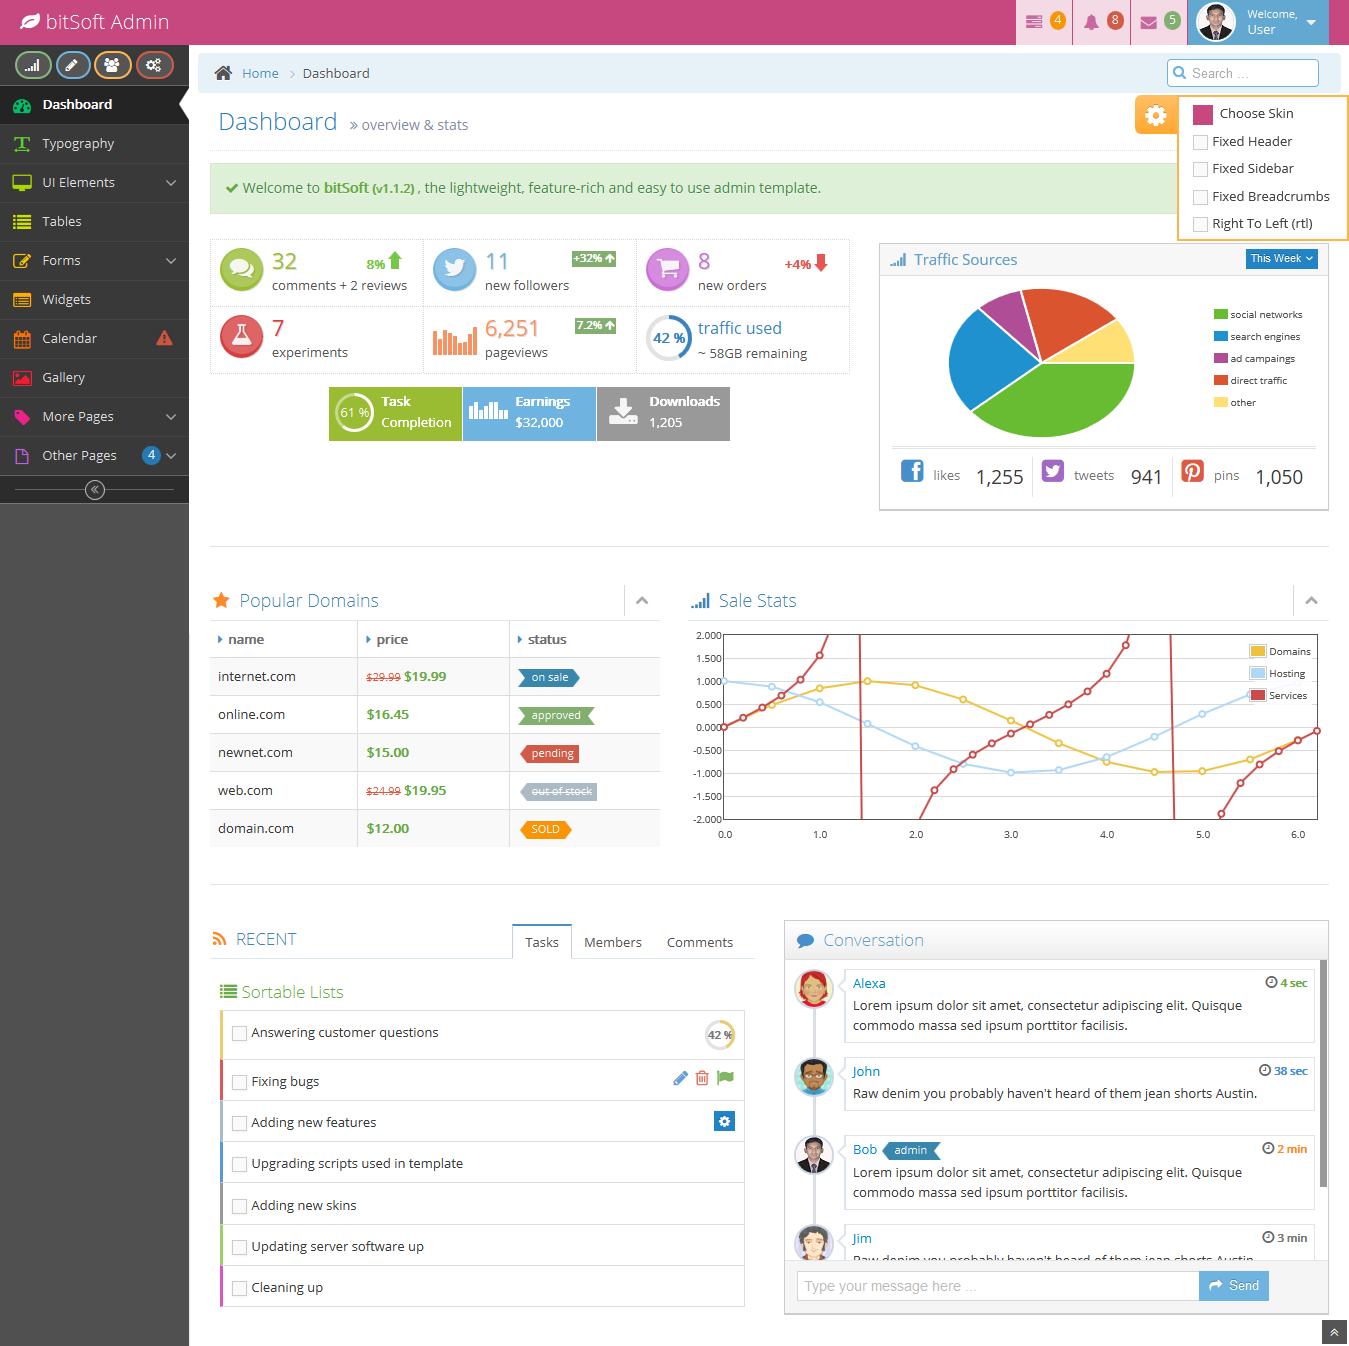 bitSoft Admin
4
8
5
Welcome,
User
Home
Dashboard
Search ...
Dashboard
Typography
UI Elements
Tables
Forms
Widgets
Calendar
Gallery
More Pages
Other Pages 4
Dashboard » overview & stats
Choose Skin
Fixed Header
Fixed Sidebar
Fixed Breadcrumbs
Right To Left (rtl)
Welcome to bitSoft (v1.1.2) , the lightweight, feature-rich and easy to use admin template.
32 8%
comments + 2 reviews
11 +32%
new followers
8 +4%
new orders
7
experiments
6,251 7.2%
pageviews
42 %
traffic used
~ 58GB remaining
61 %
Task
Completion
Earnings
$32,000
Downloads
1,205
Traffic Sources This Week
social networks
search engines
ad campaings
direct traffic
other
likes 1,255
tweets 941
pins 1,050
Popular Domains
name price status
internet.com $29.99 $19.99 on sale
online.com $16.45 approved
newnet.com $15.00 pending
web.com $24.99 $19.95 out of stock
domain.com $12.00 SOLD
Sale Stats
2.000
1.500
1.000
0.500
0.000
-0.500
-1.000
-1.500
-2.000
0.0 1.0 2.0 3.0 4.0 5.0 6.0
Domains
Hosting
Services
RECENT
Tasks Members Comments
Sortable Lists
Answering customer questions 42 %
Fixing bugs
Adding new features
Upgrading scripts used in template
Adding new skins
Updating server software up
Cleaning up
Conversation
Alexa 4 sec
Lorem ipsum dolor sit amet, consectetur adipiscing elit. Quisque
commodo massa sed ipsum porttitor facilisis.
John 38 sec
Raw denim you probably haven't heard of them jean shorts Austin.
Bob admin 2 min
Lorem ipsum dolor sit amet, consectetur adipiscing elit. Quisque
commodo massa sed ipsum porttitor facilisis.
Jim 3 min
Raw denim you probably haven't heard of them jean shorts Austin.
Type your message here ...
Send